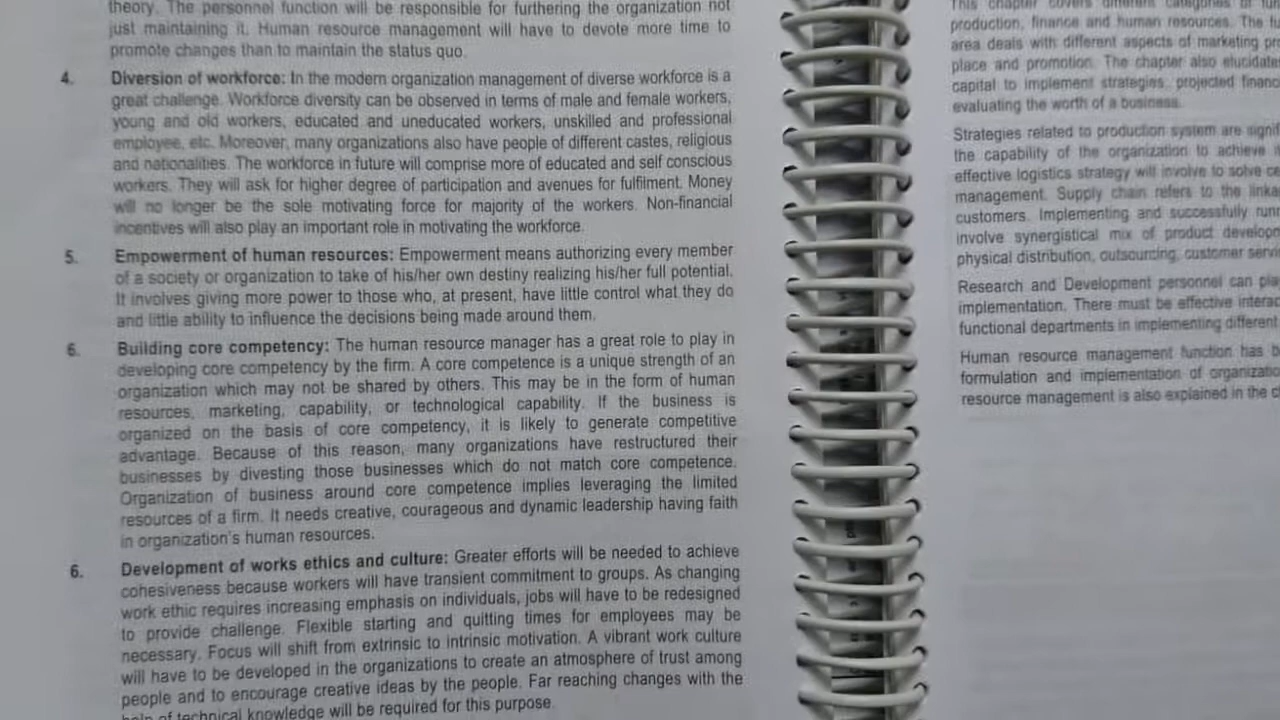 theory. The personnel function will be responsible for furthering the organization not
just maintaining it. Human resource management will have to devote more time to
promote changes than to maintain the status quo.
4. Diversion of workforce: In the modern organization management of diverse workforce is a
great challenge. Workforce diversity can be observed in terms of male and female workers,
young and old workers, educated and uneducated workers, unskilled and professional
employee, etc. Moreover, many organizations also have people of different castes, religious
and nationalities. The workforce in future will comprise more of educated and self conscious
workers. They will ask for higher degree of participation and avenues for fulfilment. Money
will no longer be the sole motivating force for majority of the workers. Non-financial
incentives will also play an important role in motivating the workforce.
5. Empowerment of human resources: Empowerment means authorizing every member
of a society or organization to take of his/her own destiny realizing his/her full potential.
It involves giving more power to those who, at present, have little control what they do
and little ability to influence the decisions being made around them.
6. Building core competency: The human resource manager has a great role to play in
developing core competency by the firm. A core competence is a unique strength of an
organization which may not be shared by others. This may be in the form of human
resources, marketing, capability, or technological capability. If the business is
organized on the basis of core competency, it is likely to generate competitive
advantage. Because of this reason, many organizations have restructured their
businesses by divesting those businesses which do not match core competence.
Organization of business around core competence implies leveraging the limited
resources of a firm. It needs creative, courageous and dynamic leadership having faith
in organization's human resources.
6. Development of works ethics and culture: Greater efforts will be needed to achieve
cohesiveness because workers will have transient commitment to groups. As changing
work ethic requires increasing emphasis on individuals, jobs will have to be redesigned
to provide challenge. Flexible starting and quitting times for employees may be
necessary. Focus will shift from extrinsic to intrinsic motivation. A vibrant work culture
will have to be developed in the organizations to create an atmosphere of trust among
people and to encourage creative ideas by the people. Far reaching changes with the
help of technical knowledge will be required for this purpose.
This chapter covers different categories of
production, finance and human resources. The
area deals with different aspects of marketing
place and promotion. The chapter also elucidate
capital to implement strategies, projected
evaluating the worth of a business.
Strategies related to production system are
the capability of the organization to achieve
effective logistics strategy will involve to solve
management. Supply chain refers to the
customers. Implementing and successfully
involve synergistical mix of product
physical distribution, outsourcing, customer
Research and Development personnel can
implementation. There must be effective
functional departments in implementing different
Human resource management function has
formulation and implementation of
resource management is also explained in the